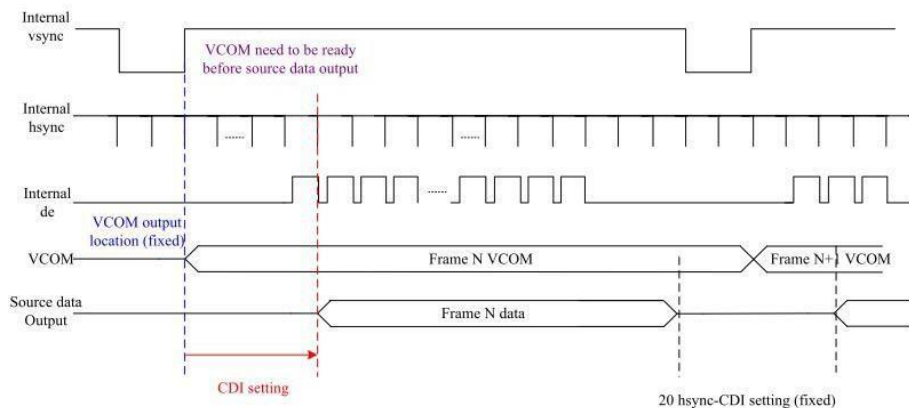 Internal
vsync
VCOM need to be ready
before source data output
Internal
hsync
......
......
Internal
de
......
VCOM output
location (fixed)
VCOM
Frame N VCOM
Frame N+1 VCOM
Source data
Output
Frame N data
CDI setting
20 hsync-CDI setting (fixed)